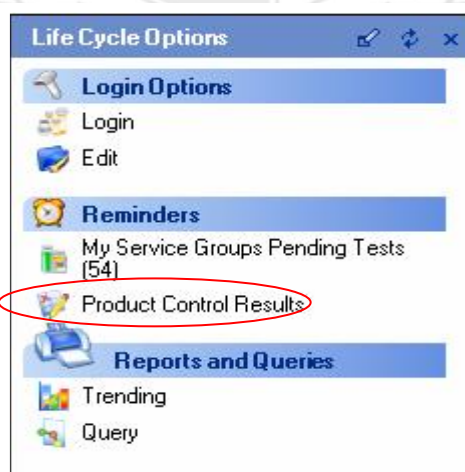 Life Cycle Options
Login Options
Login
Edit
Reminders
My Service Groups Pending Tests
(54)
Product Control Results
Reports and Queries
Trending
Query